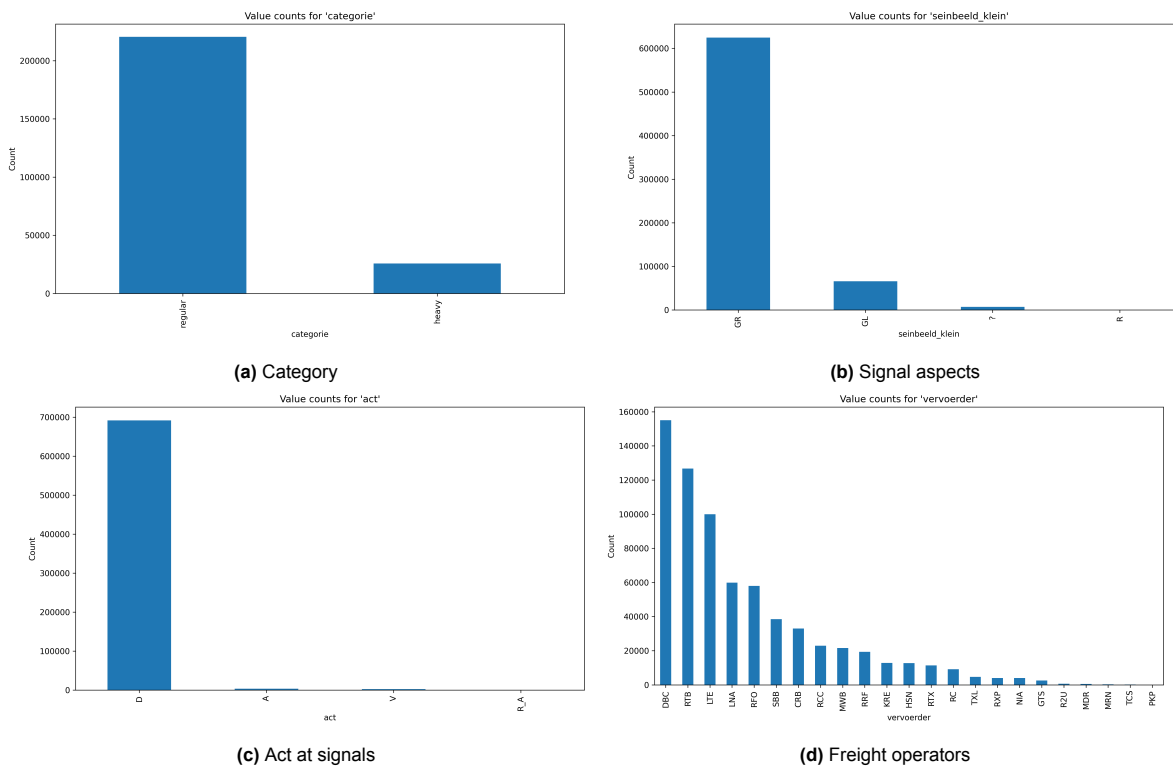 Value counts for 'categorie'
200000
150000
100000
50000
0
Count
regular
heavy
categorie
(a) Category
Value counts for 'seinbeeld_klein'
600000
500000
400000
300000
200000
100000
0
Count
GR
GL
?
R
seinbeeld_klein
(b) Signal aspects
Value counts for 'act'
700000
600000
500000
400000
300000
200000
100000
0
Count
D
A
V
R_A
act
(c) Act at signals
Value counts for 'vervoerder'
160000
140000
120000
100000
80000
60000
40000
20000
0
Count
DBC
RTB
LTE
LNA
RFO
SBB
CRB
RCC
MWB
RRF
KRE
HSN
RTX
RC
TXL
RXP
NIA
GTS
R2U
MDR
MRN
TCS
PKP
vervoerder
(d) Freight operators